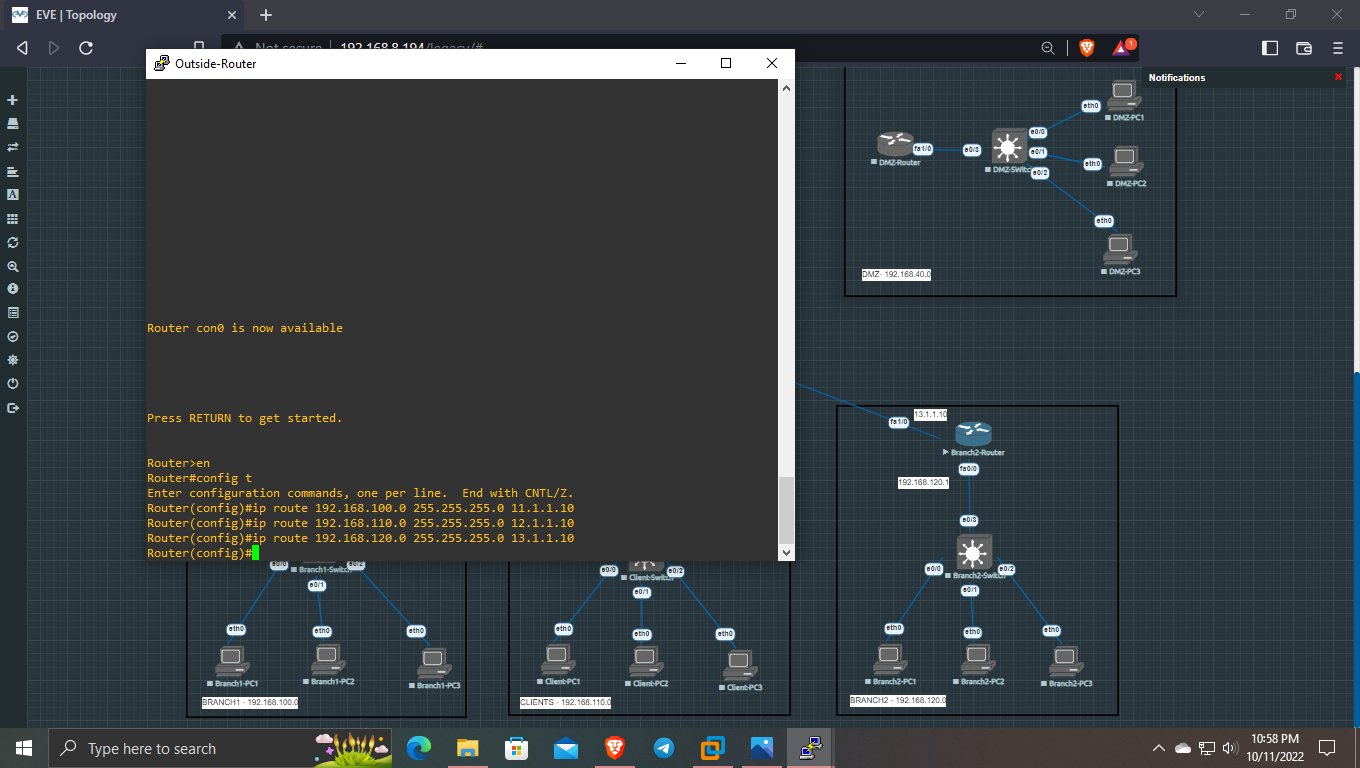 EVE | Topology
Not secure
192.168.8.194/legacy/#
1
Outside-Router
Notifications
Router con0 is now available
Press RETURN to get started.
Router>en
Router#config t
Enter configuration commands, one per line.  End with CNTL/Z.
Router(config)#ip route 192.168.100.0 255.255.255.0 11.1.1.10
Router(config)#ip route 192.168.110.0 255.255.255.0 12.1.1.10
Router(config)#ip route 192.168.120.0 255.255.255.0 13.1.1.10
Router(config)#
DMZ-Router
fa1/0
e0/3
DMZ-Switch
e0/0
e0/1
e0/2
eth0
DMZ-PC1
eth0
DMZ-PC2
eth0
DMZ-PC3
DMZ- 192.168.40.0
13.1.1.10
fa1/0
Branch2-Router
fa0/0
192.168.120.1
e0/3
Branch2-Switch
e0/0
e0/2
e0/1
eth0
eth0
eth0
Branch2-PC1
Branch2-PC2
Branch2-PC3
BRANCH2 - 192.168.120.0
e0/0
Branch1-Switch
e0/2
e0/1
eth0
eth0
eth0
Branch1-PC1
Branch1-PC2
Branch1-PC3
BRANCH1 - 192.168.100.0
e0/0
Client-Switch
e0/2
e0/1
eth0
eth0
eth0
Client-PC1
Client-PC2
Client-PC3
CLIENTS - 192.168.110.0
Type here to search
10:58 PM
10/11/2022